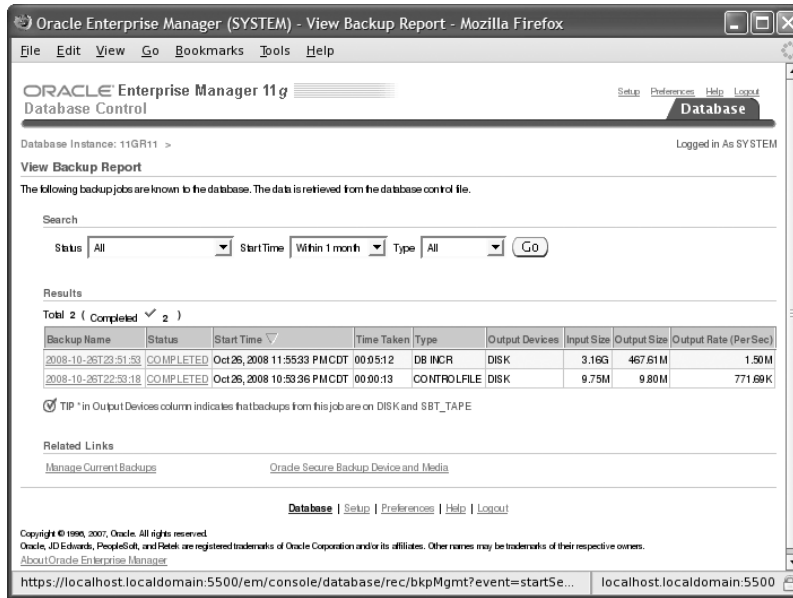 Oracle Enterprise Manager (SYSTEM) - View Backup Report - Mozilla Firefox
File Edit View Go Bookmarks Tools Help
ORACLE Enterprise Manager 11g
Database Control
Setup Preferences Help Logout
Database
Database Instance: 11GR11 >
Logged in As SYSTEM
View Backup Report
The following backup jobs are known to the database. The data is retrieved from the database control file.
Search
Status All Start Time Within 1 month Type All Go
Results
Total 2 ( Completed ✓ 2 )
Backup Name Status Start Time Time Taken Type Output Devices Input Size Output Size Output Rate (Per Sec)
2008-10-26T23:51:53 COMPLETED Oct 26, 2008 11:55:33 PM CDT 00:05:12 DB INCR DISK 3.16G 467.61M 1.50M
2008-10-26T22:53:18 COMPLETED Oct 26, 2008 10:53:36 PM CDT 00:00:13 CONTROLFILE DISK 9.75M 9.80M 771.69K
TIP * in Output Devices column indicates that backups from this job are on DISK and SBT_TAPE
Related Links
Manage Current Backups Oracle Secure Backup Device and Media
Database | Setup | Preferences | Help | Logout
Copyright © 1996, 2007, Oracle. All rights reserved.
Oracle, JD Edwards, PeopleSoft, and Retek are registered trademarks of Oracle Corporation and/or its affiliates. Other names may be trademarks of their respective owners.
About Oracle Enterprise Manager
https://localhost.localdomain:5500/em/console/database/rec/bkpMgmt?event=startSe... localhost.localdomain:5500